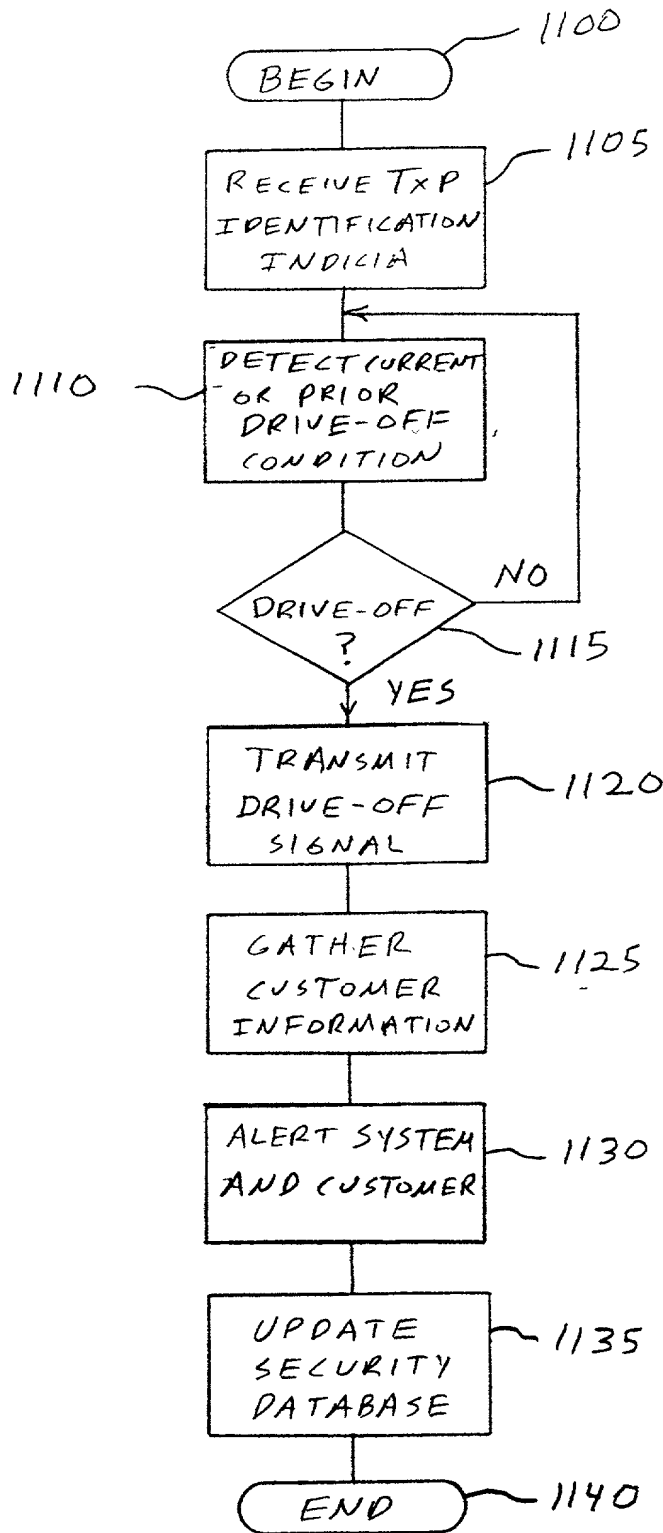 1100
BEGIN
1105
RECEIVE TXP
IDENTIFICATION
INDICIA
1110
DETECT CURRENT
OR PRIOR
DRIVE-OFF
CONDITION
NO
DRIVE-OFF
?
1115
YES
TRANSMIT
DRIVE-OFF
SIGNAL
1120
GATHER
CUSTOMER
INFORMATION
1125
ALERT SYSTEM
AND CUSTOMER
1130
UPDATE
SECURITY
DATABASE
1135
END
1140